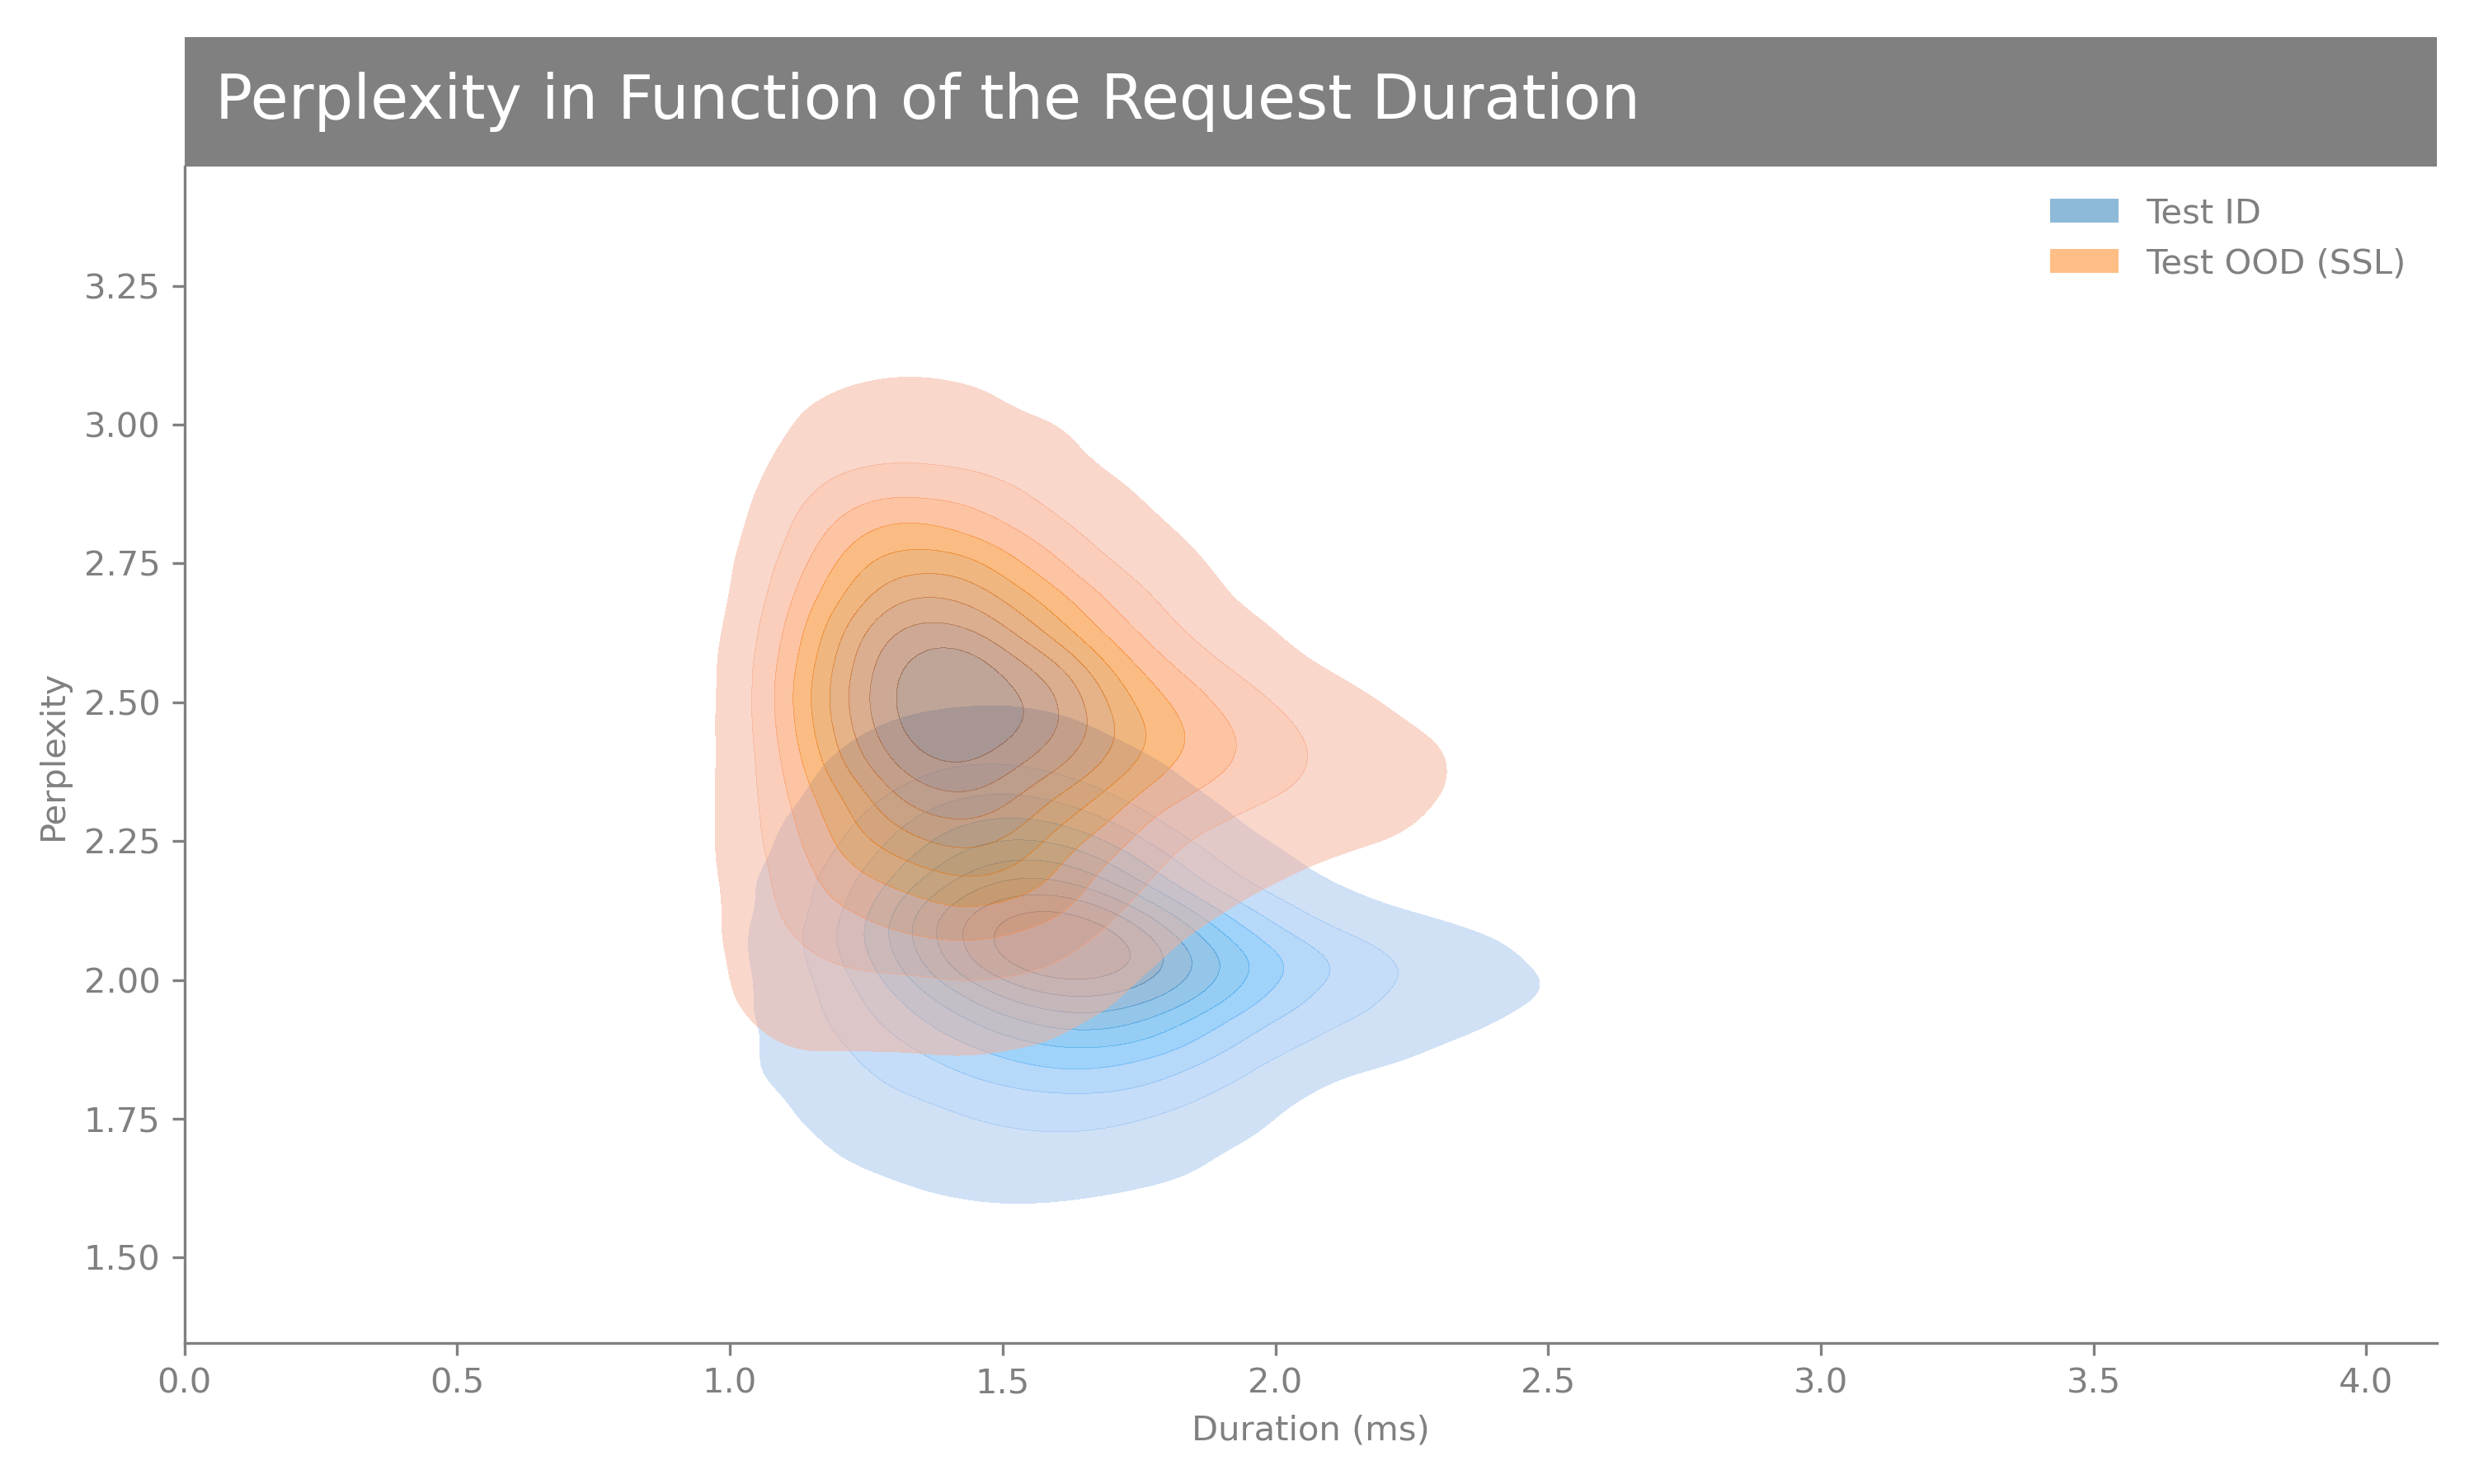 Perplexity in Function of the Request Duration
Test ID
Test OOD (SSL)
3.25
3.00
2.75
2.50
2.25
2.00
1.75
1.50
Perplexity
0.0 0.5 1.0 1.5 2.0 2.5 3.0 3.5 4.0
Duration (ms)